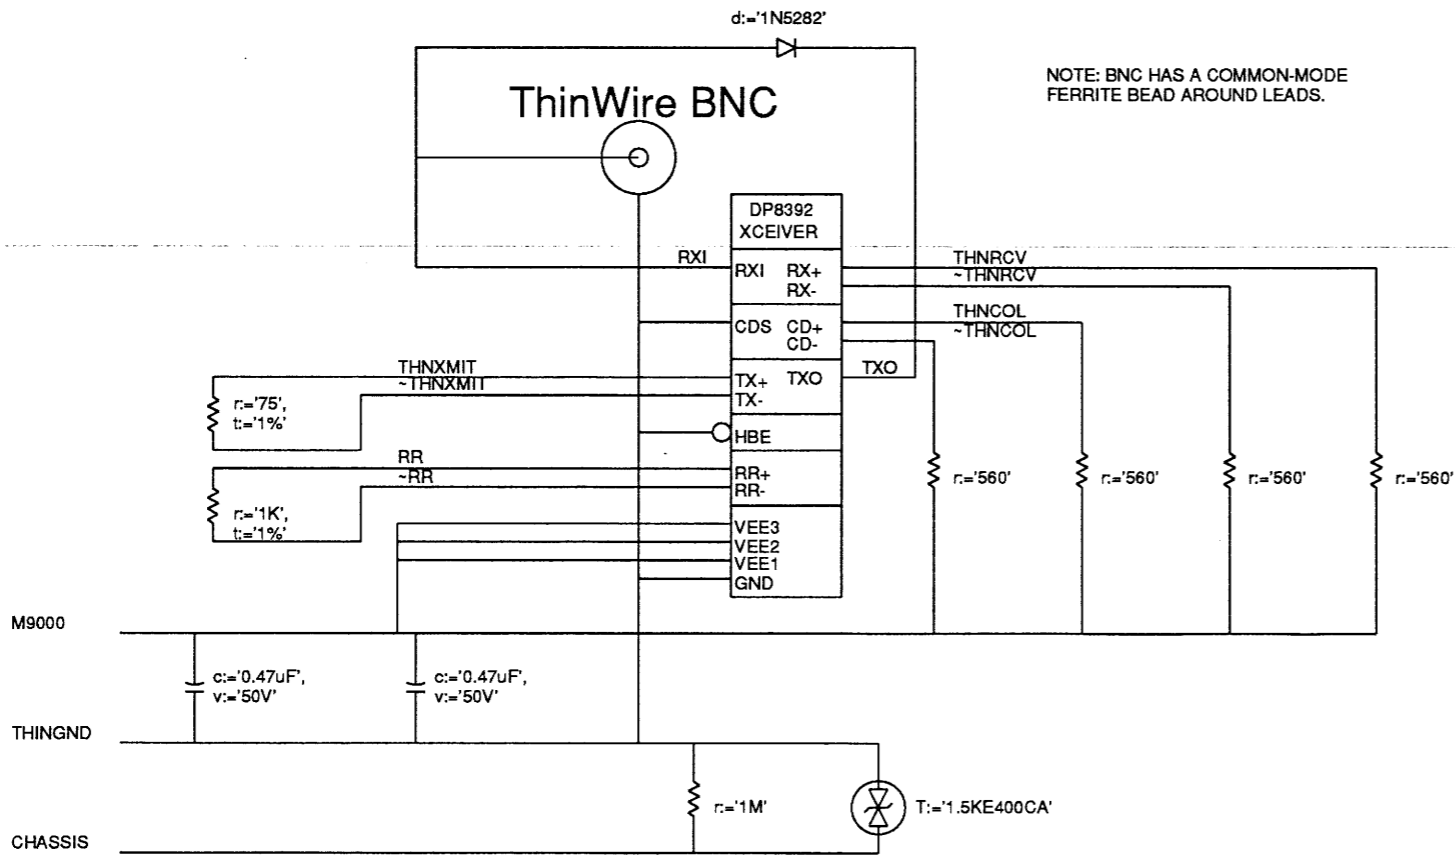 d:='1N5282'
NOTE: BNC HAS A COMMON-MODE
FERRITE BEAD AROUND LEADS.
ThinWire BNC
DP8392
XCEIVER
RXI
RXI RX+
RX-
THNRCV
~THNRCV
CDS CD+
CD-
THNCOL
~THNCOL
THNXMIT
~THNXMIT
TX+ TXO
TX-
TXO
r:='75',
t:='1%'
HBE
RR
~RR
RR+
RR-
r:='1K',
t:='1%'
r:='560'
r:='560'
r:='560'
r:='560'
VEE3
VEE2
VEE1
GND
M9000
c:='0.47uF',
v:='50V'
c:='0.47uF',
v:='50V'
THINGND
r:='1M'
T:='1.5KE400CA'
CHASSIS